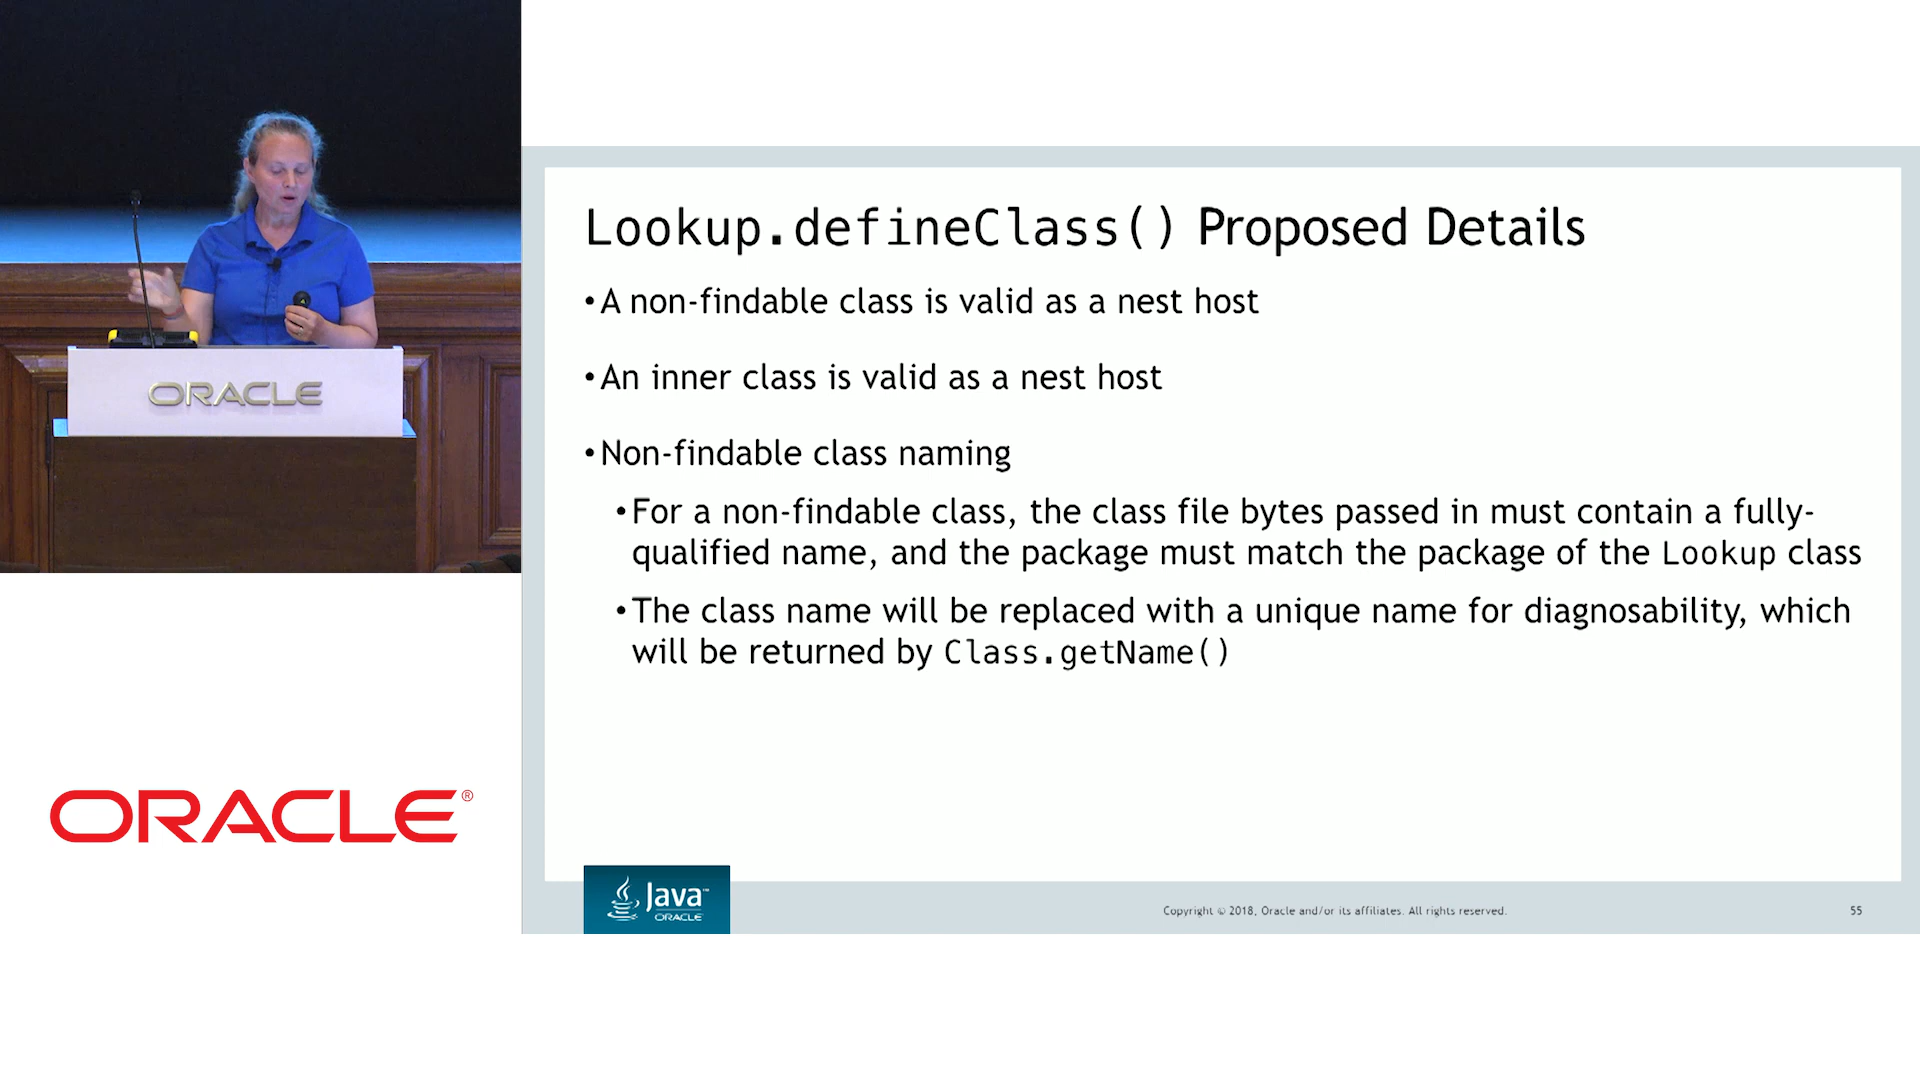 ORACLE
Lookup.defineClass() Proposed Details
•A non-findable class is valid as a nest host
•An inner class is valid as a nest host
•Non-findable class naming
•For a non-findable class, the class file bytes passed in must contain a fully-
qualified name, and the package must match the package of the Lookup class
•The class name will be replaced with a unique name for diagnosability, which
will be returned by Class.getName()
ORACLE®
Java™
ORACLE
Copyright © 2018, Oracle and/or its affiliates. All rights reserved.
55